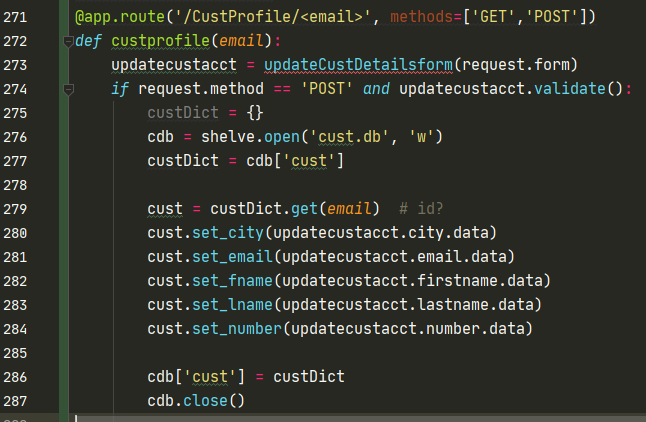 271 @app.route('/CustProfile/<email>', methods=['GET','POST'])
272 def custprofile(email):
273 updatecustacct = updateCustDetailsform(request.form)
274 if request.method == 'POST' and updatecustacct.validate():
275 custDict = {}
276 cdb = shelve.open('cust.db', 'w')
277 custDict = cdb['cust']
278
279 cust = custDict.get(email)  # id?
280 cust.set_city(updatecustacct.city.data)
281 cust.set_email(updatecustacct.email.data)
282 cust.set_fname(updatecustacct.firstname.data)
283 cust.set_lname(updatecustacct.lastname.data)
284 cust.set_number(updatecustacct.number.data)
285
286 cdb['cust'] = custDict
287 cdb.close()